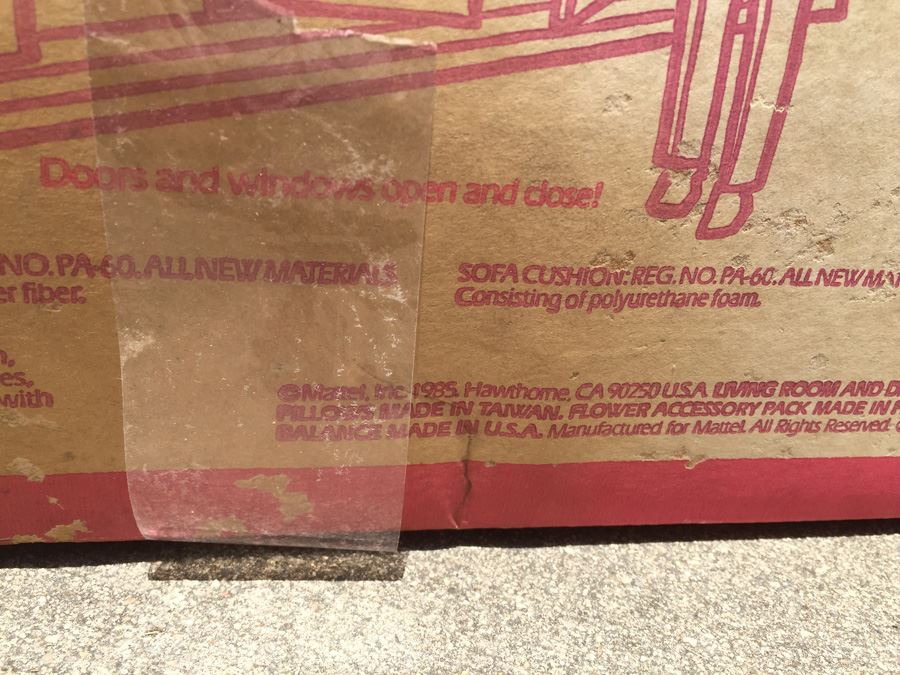 Doors and windows open and close!
NO. PA-60. ALL NEW MATERIALS
er fiber.
SOFA CUSHION: REG. NO. PA-60. ALL NEW
Consisting of polyurethane foam.
with
©Mattel, Inc. 1985. Hawthorne, CA 90250 U.S.A. LIVING ROOM AND
PILLOWS MADE IN TAIWAN. FLOWER ACCESSORY PACK MADE IN
BALANCE MADE IN U.S.A. Manufactured for Mattel. All Rights Reserved.